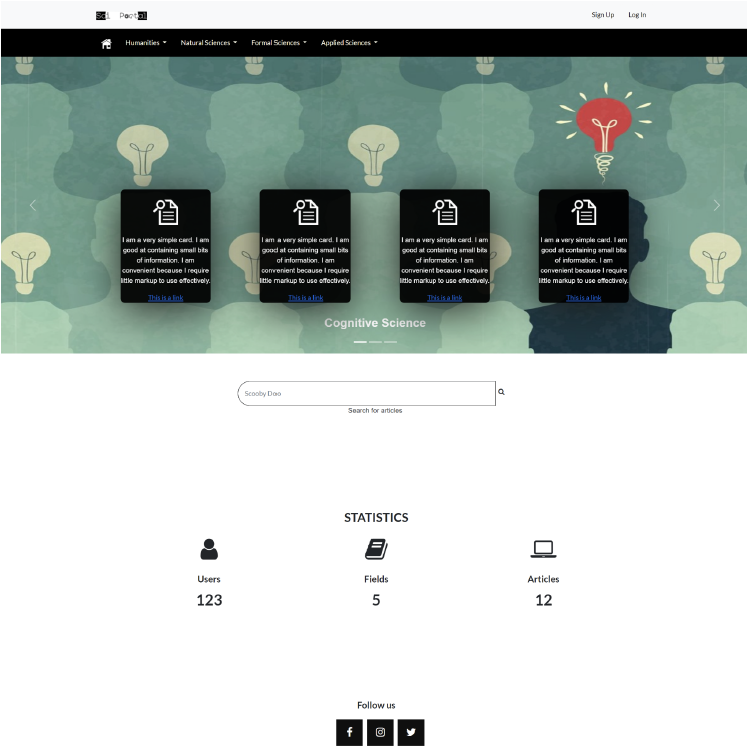 Sci Portal
Sign Up Log In
Humanities Natural Sciences Formal Sciences Applied Sciences
I am a very simple card. I am
good at containing small bits
of information. I am
convenient because I require
little markup to use effectively.
This is a link
I am a very simple card. I am
good at containing small bits
of information. I am
convenient because I require
little markup to use effectively.
This is a link
I am a very simple card. I am
good at containing small bits
of information. I am
convenient because I require
little markup to use effectively.
This is a link
I am a very simple card. I am
good at containing small bits
of information. I am
convenient because I require
little markup to use effectively.
This is a link
Cognitive Science
Search for articles
STATISTICS
Users Fields Articles
123 5 12
Follow us